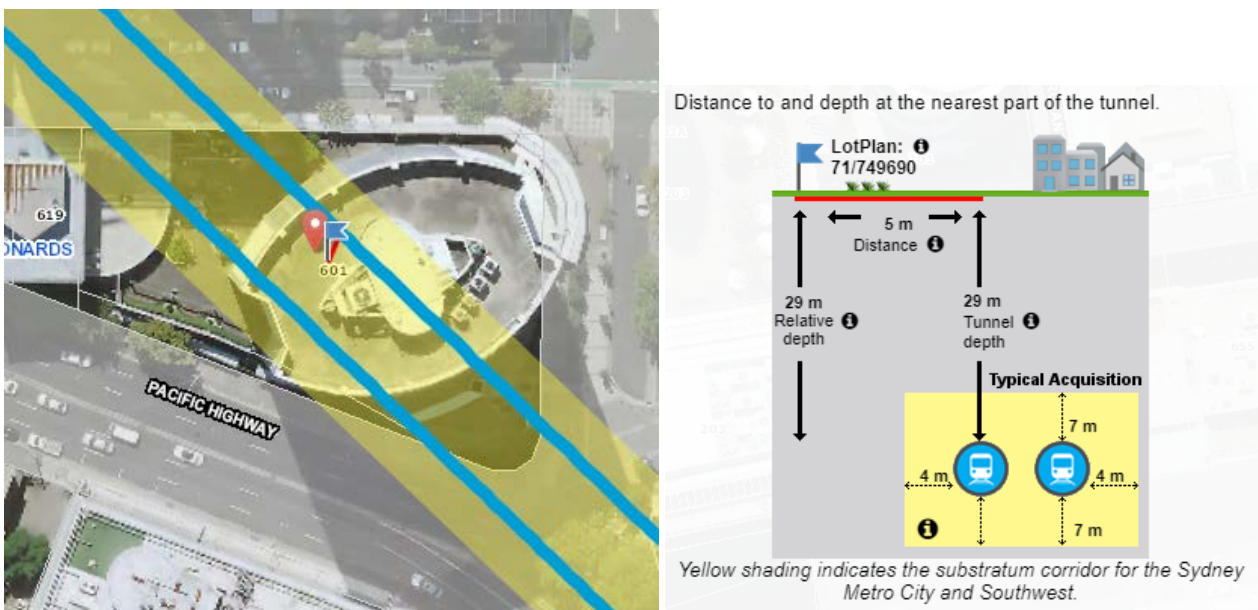 619
ONARDS
601
PACIFIC HIGHWAY
Distance to and depth at the nearest part of the tunnel.
LotPlan:
71/749690
5 m
Distance
29 m
Relative
depth
29 m
Tunnel
depth
Typical Acquisition
7 m
4 m
4 m
7 m
Yellow shading indicates the substratum corridor for the Sydney
Metro City and Southwest.